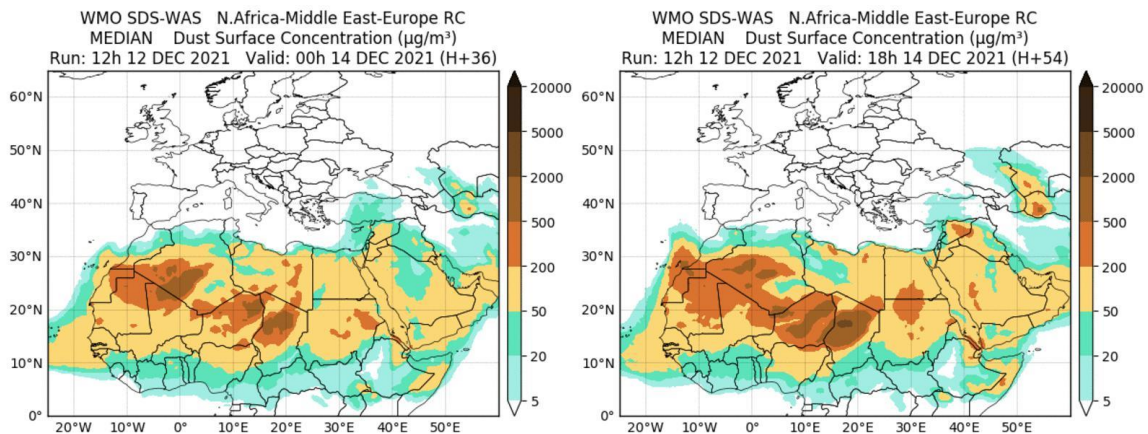 WMO SDS-WAS N.Africa-Middle East-Europe RC
MEDIAN Dust Surface Concentration (µg/m³)
Run: 12h 12 DEC 2021 Valid: 00h 14 DEC 2021 (H+36)
60°N
50°N
40°N
30°N
20°N
10°N
0°
20°W 10°W 0° 10°E 20°E 30°E 40°E 50°E
20000
5000
2000
500
200
50
20
5
WMO SDS-WAS N.Africa-Middle East-Europe RC
MEDIAN Dust Surface Concentration (µg/m³)
Run: 12h 12 DEC 2021 Valid: 18h 14 DEC 2021 (H+54)
60°N
50°N
40°N
30°N
20°N
10°N
0°
20°W 10°W 0° 10°E 20°E 30°E 40°E 50°E
20000
5000
2000
500
200
50
20
5